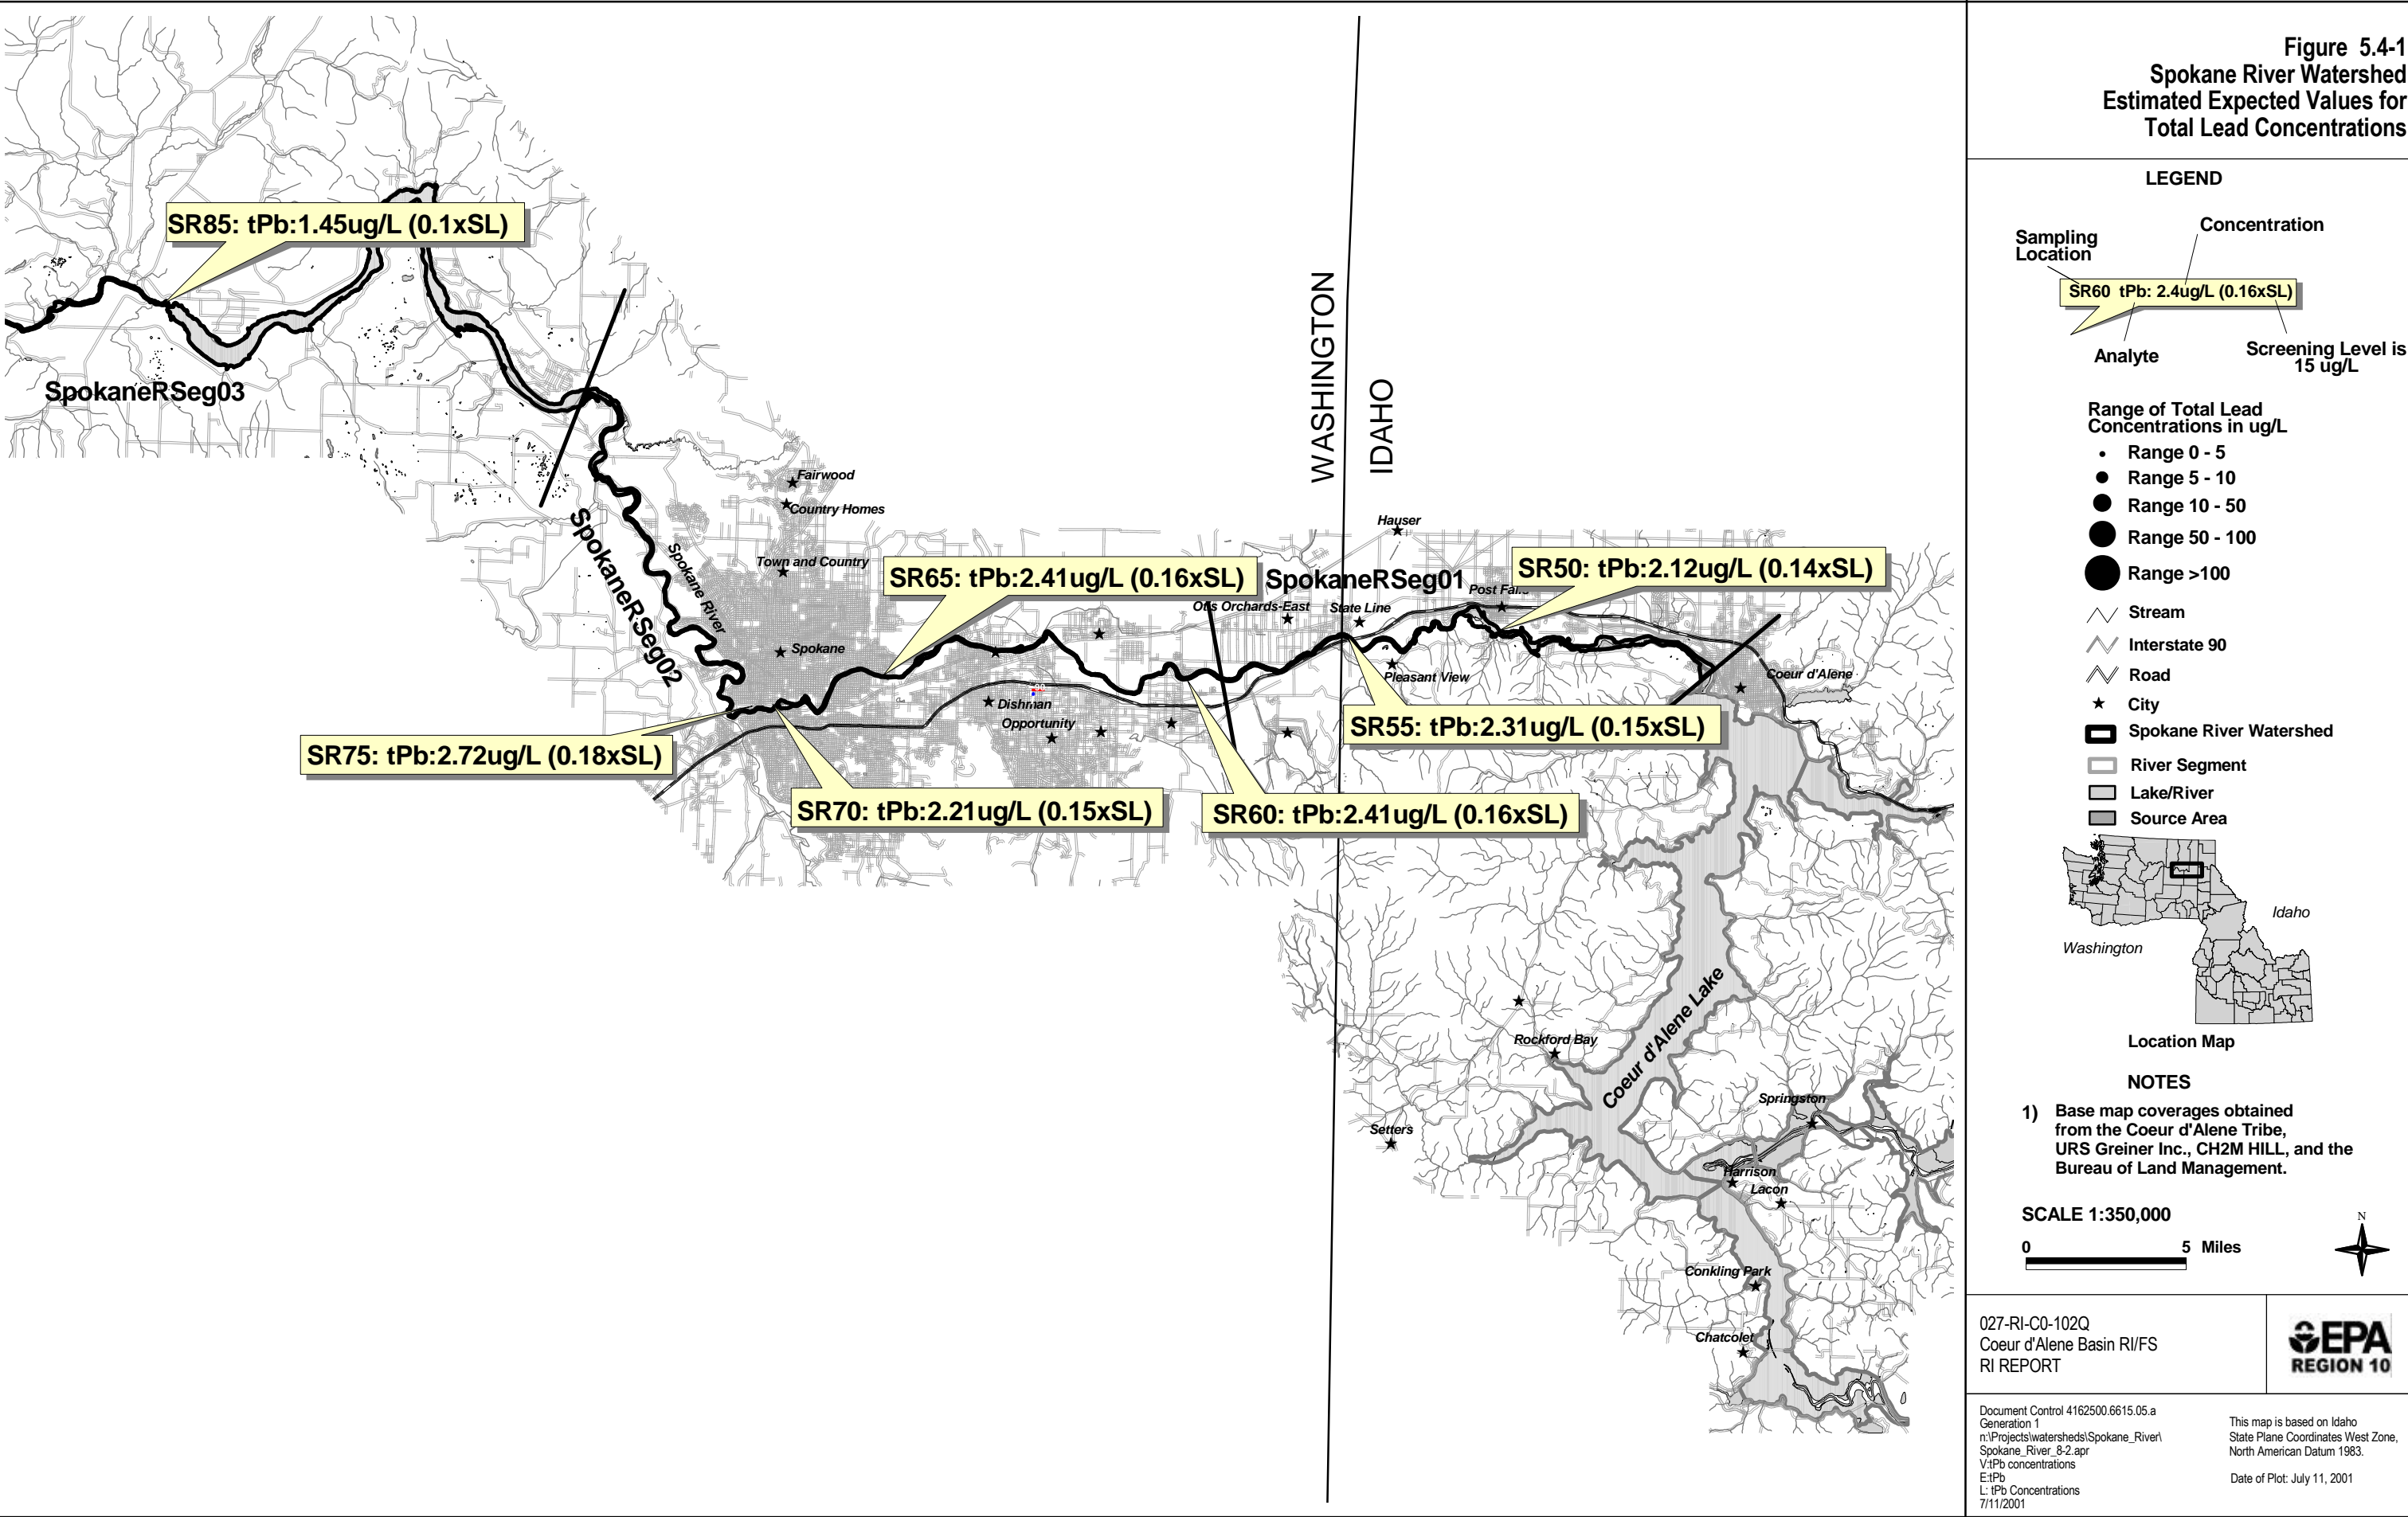 Figure 5.4-1
Spokane River Watershed
Estimated Expected Values for
Total Lead Concentrations
LEGEND
Concentration
Sampling
Location
SR60 tPb: 2.4ug/L (0.16xSL)
Analyte
Screening Level is
15 ug/L
Range of Total Lead
Concentrations in ug/L
Range 0 - 5
Range 5 - 10
Range 10 - 50
Range 50 - 100
Range >100
Stream
Interstate 90
Road
City
Spokane River Watershed
River Segment
Lake/River
Source Area
Idaho
Washington
Location Map
NOTES
1) Base map coverages obtained
from the Coeur d'Alene Tribe,
URS Greiner Inc., CH2M HILL, and the
Bureau of Land Management.
SCALE 1:350,000
N
0 5 Miles
027-RI-C0-102Q
Coeur d'Alene Basin RI/FS
RI REPORT
EPA
REGION 10
Document Control 4162500.6615.05.a
Generation 1
n:\Projects\watersheds\Spokane_River\
Spokane_River_8-2.apr
V:tPb concentrations
E:tPb
L: tPb Concentrations
7/11/2001
This map is based on Idaho
State Plane Coordinates West Zone,
North American Datum 1983.
Date of Plot: July 11, 2001
SR85: tPb:1.45ug/L (0.1xSL)
SpokaneRSeg03
WASHINGTON
IDAHO
Fairwood
Country Homes
SpokaneRSeg02
Spokane River
Town and Country
Hauser
SR65: tPb:2.41ug/L (0.16xSL)
SpokaneRSeg01
SR50: tPb:2.12ug/L (0.14xSL)
Post Fal
Otis Orchards-East
State Line
Spokane
Pleasant View
Coeur d'Alene
Dishman
Opportunity
SR55: tPb:2.31ug/L (0.15xSL)
SR75: tPb:2.72ug/L (0.18xSL)
SR70: tPb:2.21ug/L (0.15xSL)
SR60: tPb:2.41ug/L (0.16xSL)
Coeur d'Alene Lake
Rockford Bay
Springston
Setters
Harrison
Lacon
Conkling Park
Chatcolet